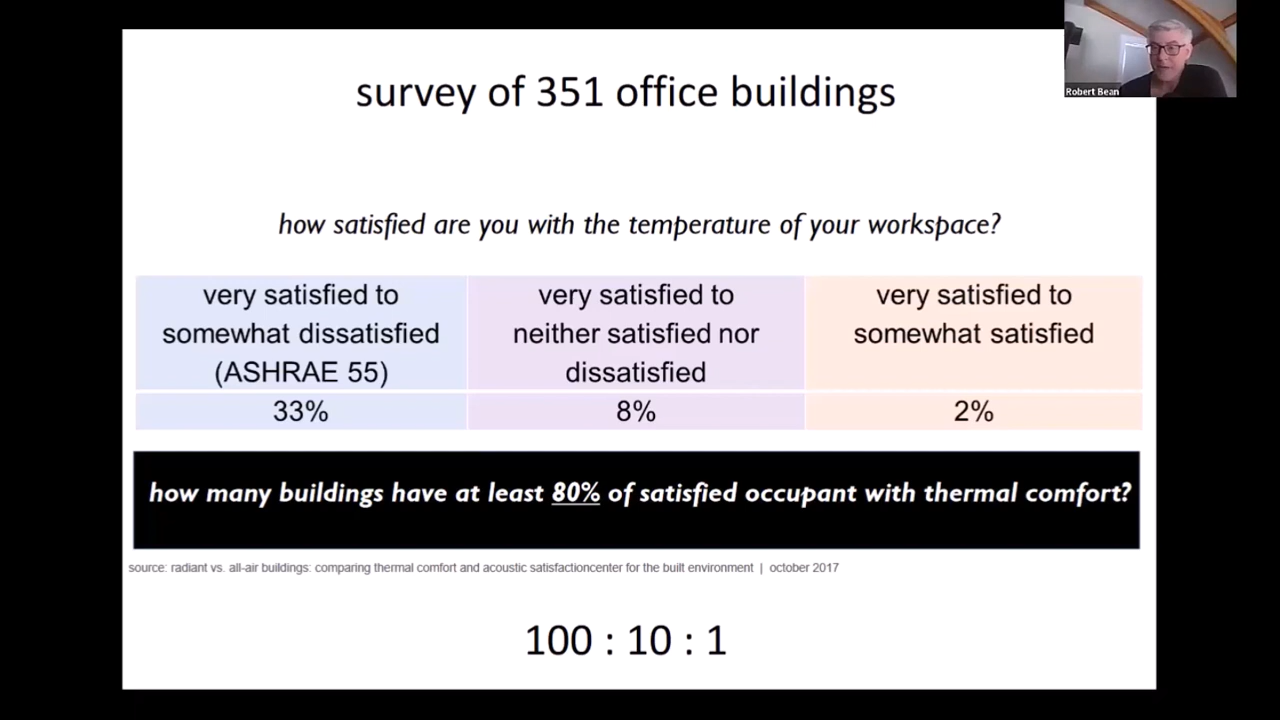 survey of 351 office buildings
Robert Bean
how satisfied are you with the temperature of your workspace?
very satisfied to
somewhat dissatisfied
(ASHRAE 55)
very satisfied to
neither satisfied nor
dissatisfied
very satisfied to
somewhat satisfied
33%
8%
2%
how many buildings have at least 80% of satisfied occupant with thermal comfort?
source: radiant vs. all-air buildings: comparing thermal comfort and acoustic satisfactioncenter for the built environment | october 2017
100 : 10 : 1